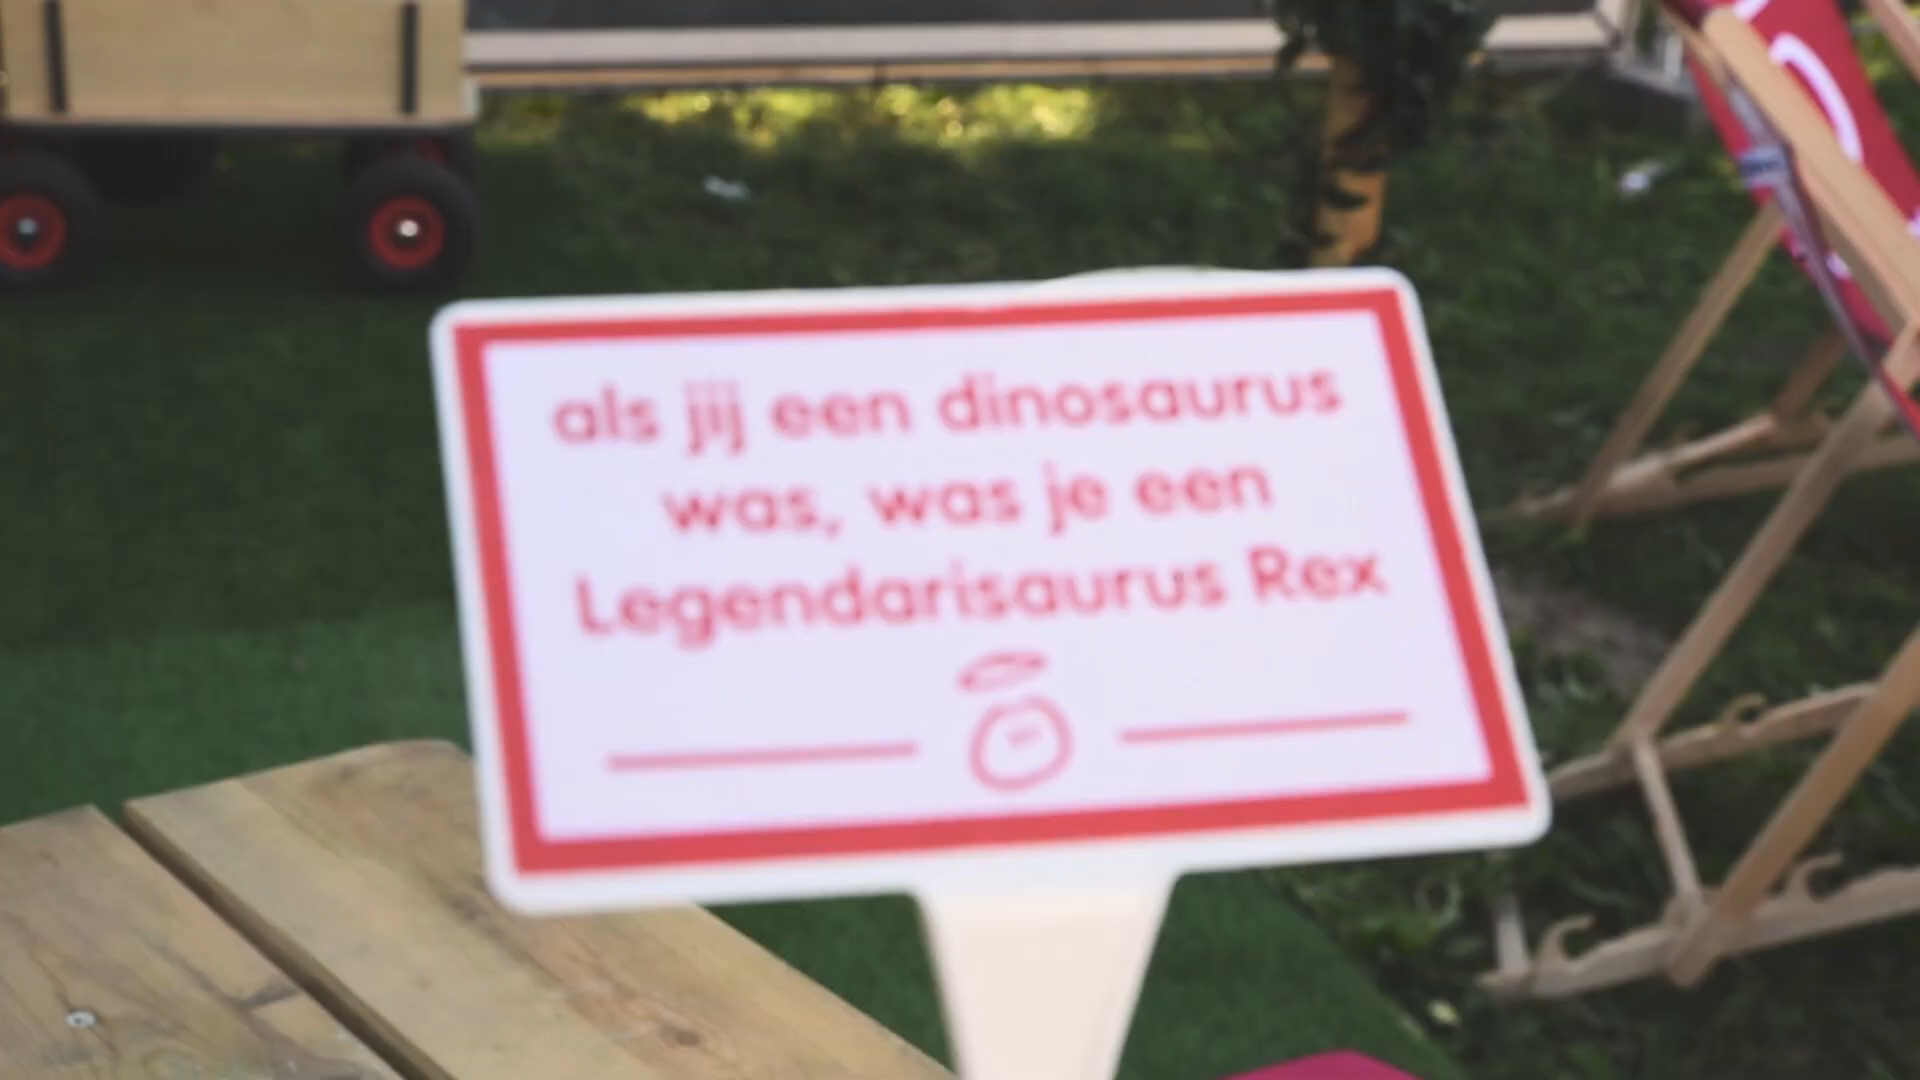 als jij een dinosaurus
was, was je een
Legendarisaurus Rex